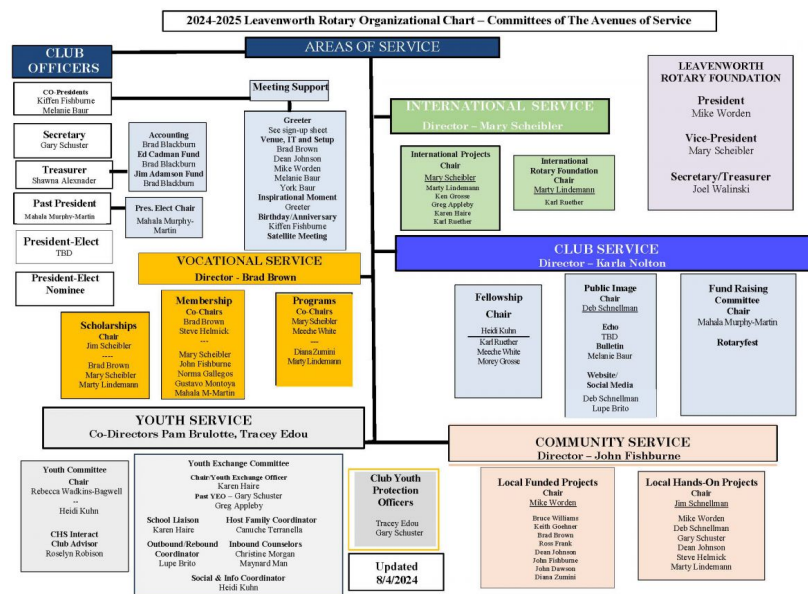 2024-2025 Leavenworth Rotary Organizational Chart – Committees of The Avenues of Service
CLUB
OFFICERS
AREAS OF SERVICE
CO-Presidents
Kiffen Fishburne
Melanie Baur
Secretary
Gary Schuster
Treasurer
Shawna Alexnader
Past President
Mahala Murphy-Martin
President-Elect
TBD
President-Elect
Nominee
Accounting
Brad Blackburn
Ed Cadman Fund
Brad Blackburn
Jim Adamson Fund
Brad Blackburn
Pres. Elect Chair
Mahala Murphy-
Martin
Meeting Support
Greeter
See sign-up sheet
Venue, IT and Setup
Brad Brown
Dean Johnson
Mike Worden
Melanie Baur
York Baur
Inspirational Moment
Greeter
Birthday/Anniversary
Kiffen Fishburne
Satellite Meeting
INTERNATIONAL SERVICE
Director – Mary Scheibler
International Projects
Chair
Mary Scheibler
Marty Lindemann
Ken Grosse
Greg Appleby
Karen Haire
Karl Ruether
International
Rotary Foundation
Chair
Marty Lindemann
Karl Ruether
LEAVENWORTH
ROTARY FOUNDATION
President
Mike Worden
Vice-President
Mary Scheibler
Secretary/Treasurer
Joel Walinski
VOCATIONAL SERVICE
Director - Brad Brown
Scholarships
Chair
Jim Scheibler
----
Brad Brown
Mary Scheibler
Marty Lindemann
Membership
Co-Chairs
Brad Brown
Steve Helmick
---
Mary Scheibler
John Fishburne
Norma Gallegos
Gustavo Montoya
Mahala M-Martin
Programs
Co-Chairs
Mary Scheibler
Meeche White
---
Diana Zumini
Marty Lindemann
CLUB SERVICE
Director – Karla Nolton
Fellowship
Chair
Heidi Kuhn
Karl Ruether
Meeche White
Morey Grosse
Public Image
Chair
Deb Schnellman
Echo
TBD
Bulletin
Melanie Baur
Website/
Social Media
Deb Schnellman
Lupe Brito
Fund Raising
Committee
Chair
Mahala Murphy-Martin
Rotaryfest
YOUTH SERVICE
Co-Directors Pam Brulotte, Tracey Edou
Youth Committee
Chair
Rebecca Wadkins-Bagwell
--
Heidi Kuhn
CHS Interact
Club Advisor
Roselyn Robison
Youth Exchange Committee
Chair/Youth Exchange Officer
Karen Haire
Past YEO – Gary Schuster
Greg Appleby
School Liaison
Karen Haire
Host Family Coordinator
Canuche Terranella
Outbound/Rebound
Coordinator
Lupe Brito
Inbound Counselors
Christine Morgan
Maynard Man
Social & Info Coordinator
Heidi Kuhn
Club Youth
Protection
Officers
Tracey Edou
Gary Schuster
Updated
8/4/2024
COMMUNITY SERVICE
Director – John Fishburne
Local Funded Projects
Chair
Mike Worden
Bruce Williams
Keith Goehner
Brad Brown
Ross Frank
Dean Johnson
John Fishburne
John Dawson
Diana Zumini
Local Hands-On Projects
Chair
Jim Schnellman
Mike Worden
Deb Schnellman
Gary Schuster
Dean Johnson
Steve Helmick
Marty Lindemann